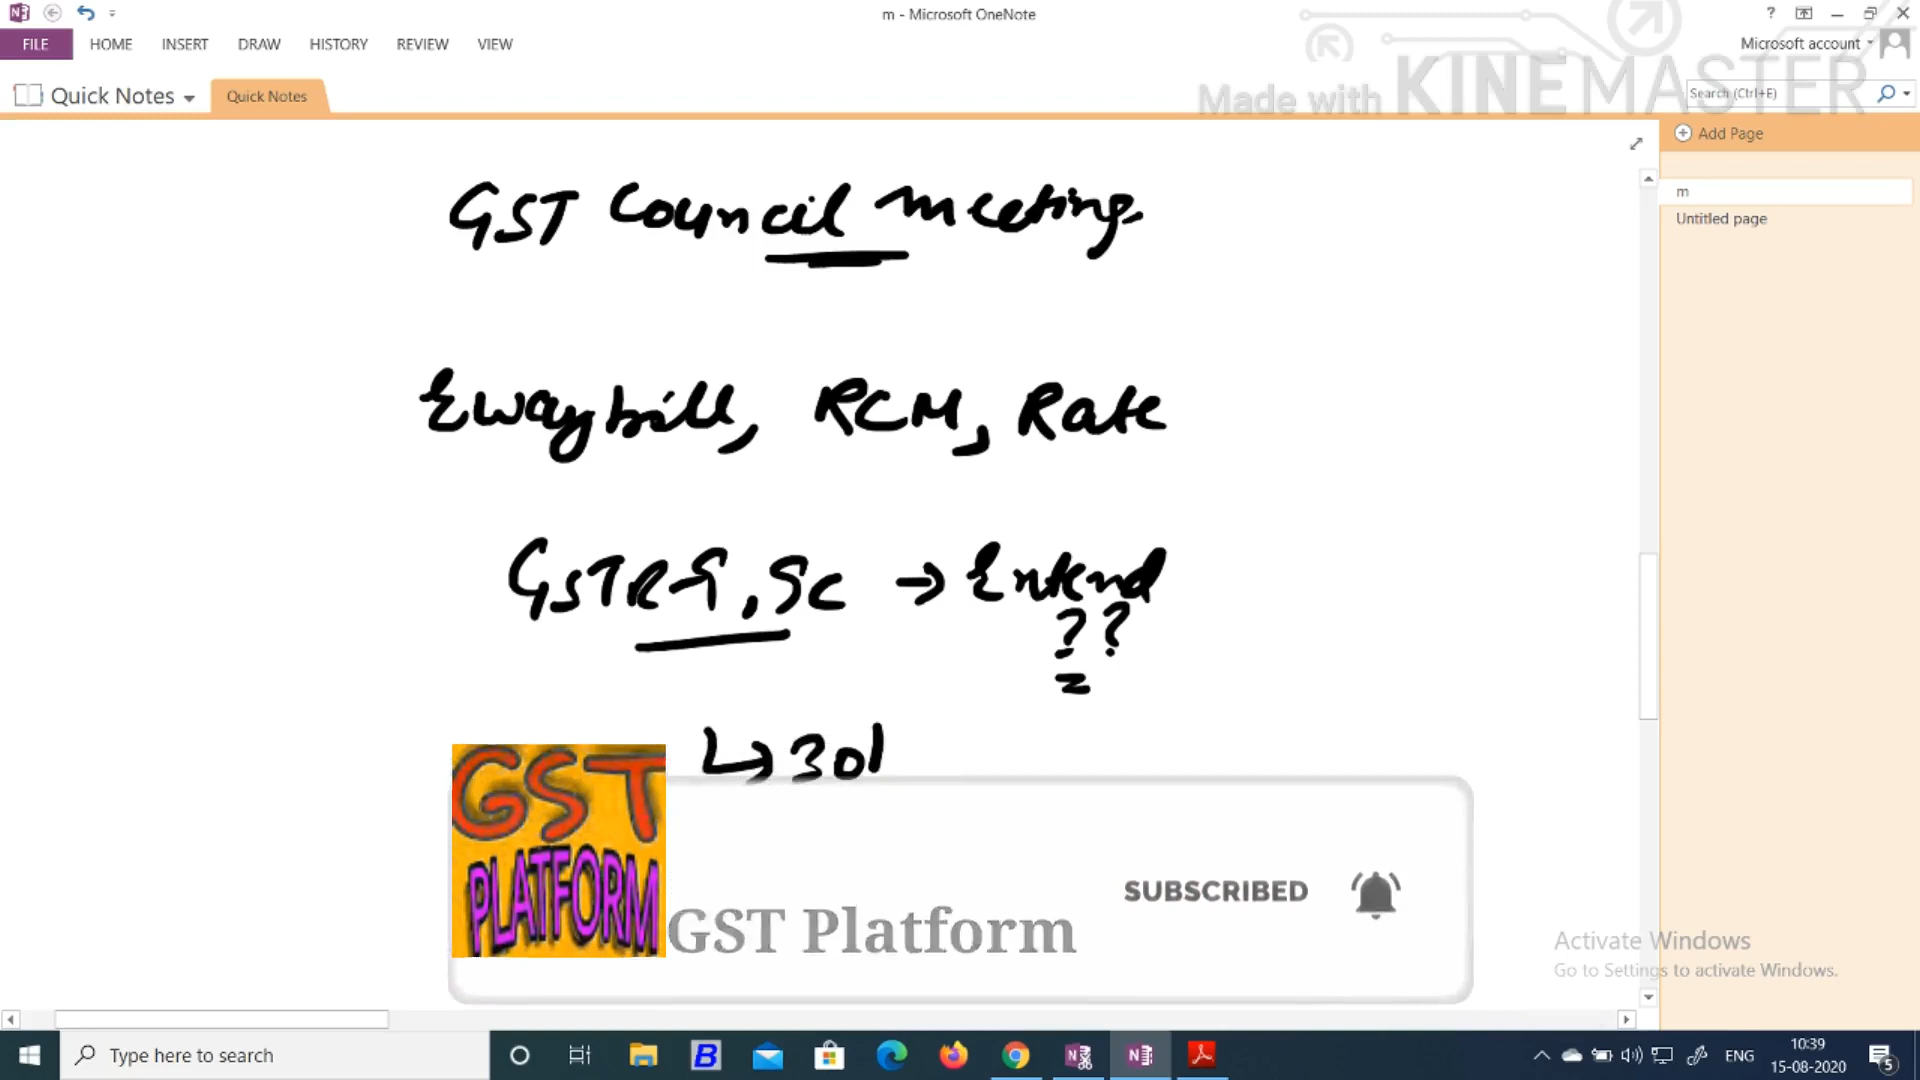 m - Microsoft OneNote
?
FILE HOME INSERT DRAW HISTORY REVIEW VIEW
Microsoft account
Made with KINEMASTER
Quick Notes
Quick Notes
Search (Ctrl+E)
Add Page
m
Untitled page
GST Council meeting
Ewaybill, RCM, Rate
GSTR 9, 9C → Extend
??
↳ 30
GST
PLATFORM
GST Platform
SUBSCRIBED
Activate Windows
Go to Settings to activate Windows.
Type here to search
B
ENG
10:39
15-08-2020
5